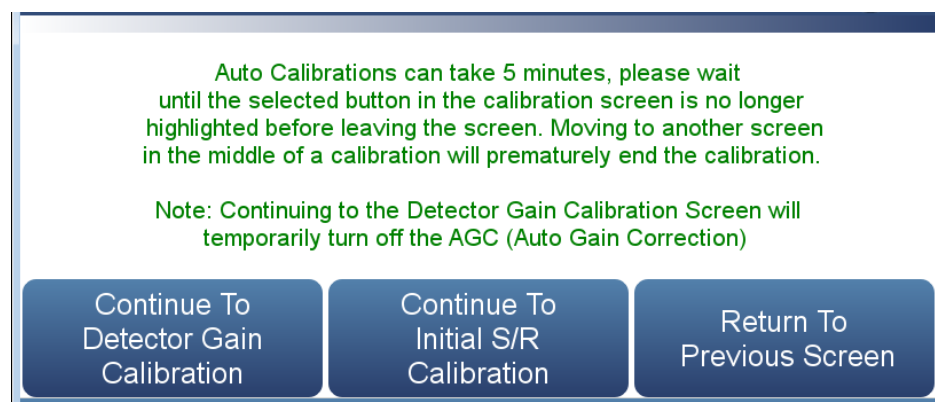 Auto Calibrations can take 5 minutes, please wait
until the selected button in the calibration screen is no longer
highlighted before leaving the screen. Moving to another screen
in the middle of a calibration will prematurely end the calibration.
Note: Continuing to the Detector Gain Calibration Screen will
temporarily turn off the AGC (Auto Gain Correction)
Continue To
Detector Gain
Calibration
Continue To
Initial S/R
Calibration
Return To
Previous Screen